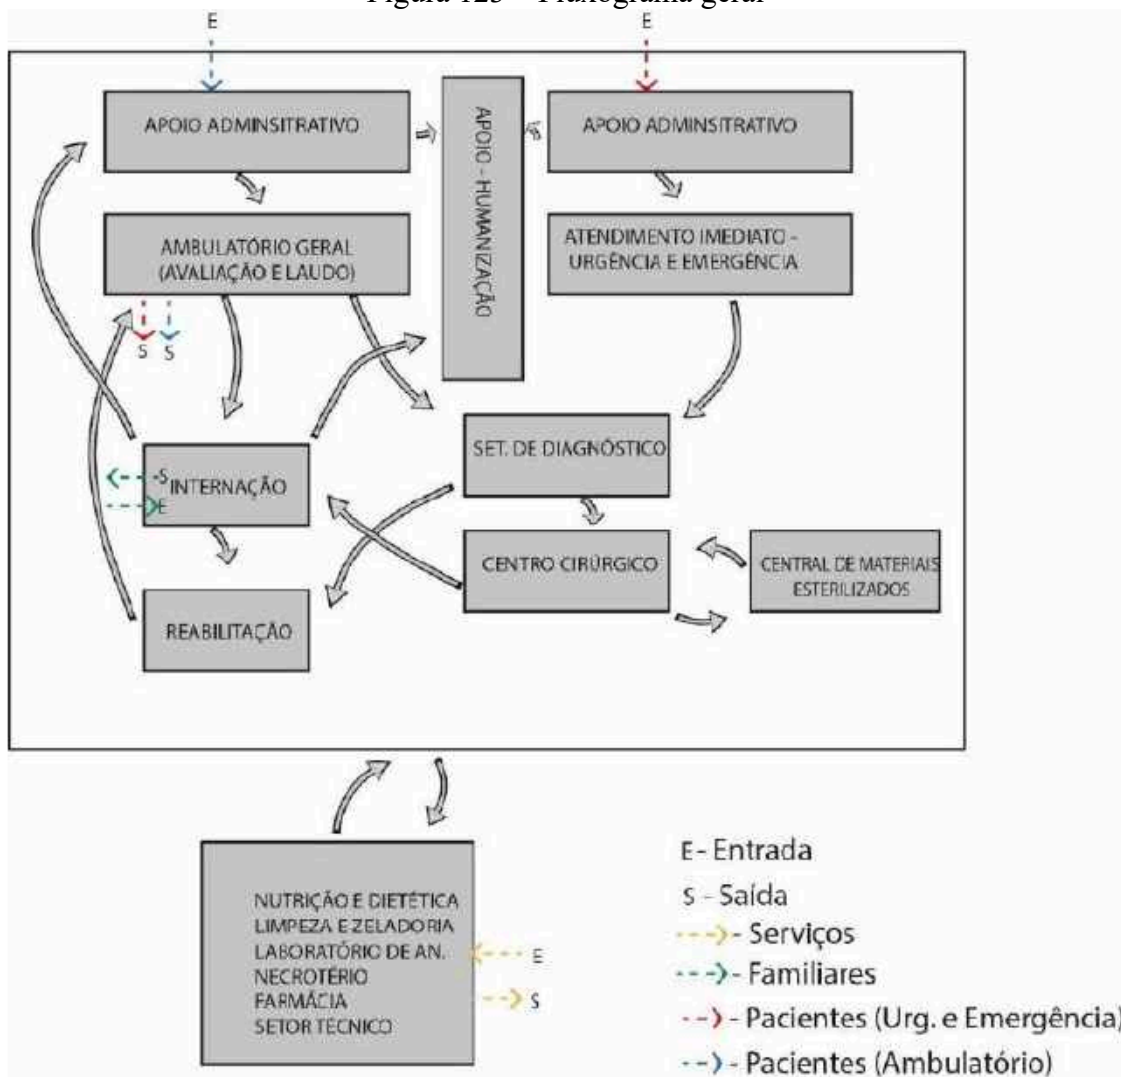 E
E
APOIO ADMINSITRATIVO
APOIO - HUMANIZAÇÃO
APOIO ADMINSITRATIVO
AMBULATÓRIO GERAL
(AVALIAÇÃO E LAUDO)
ATENDIMENTO IMEDIATO -
URGÊNCIA E EMERGÊNCIA
S S
SET. DE DIAGNÓSTICO
S
INTERNAÇÃO
E
CENTRO CIRÚRGICO
CENTRAL DE MATERIAIS
ESTERILIZADOS
REABILITAÇÃO
NUTRIÇÃO E DIETÉTICA
LIMPEZA E ZELADORIA
LABORATÓRIO DE AN.
NECROTÉRIO
FARMÁCIA
SETOR TÉCNICO
E
S
E - Entrada
S - Saída
- Serviços
- Familiares
- Pacientes (Urg. e Emergência)
- Pacientes (Ambulatório)